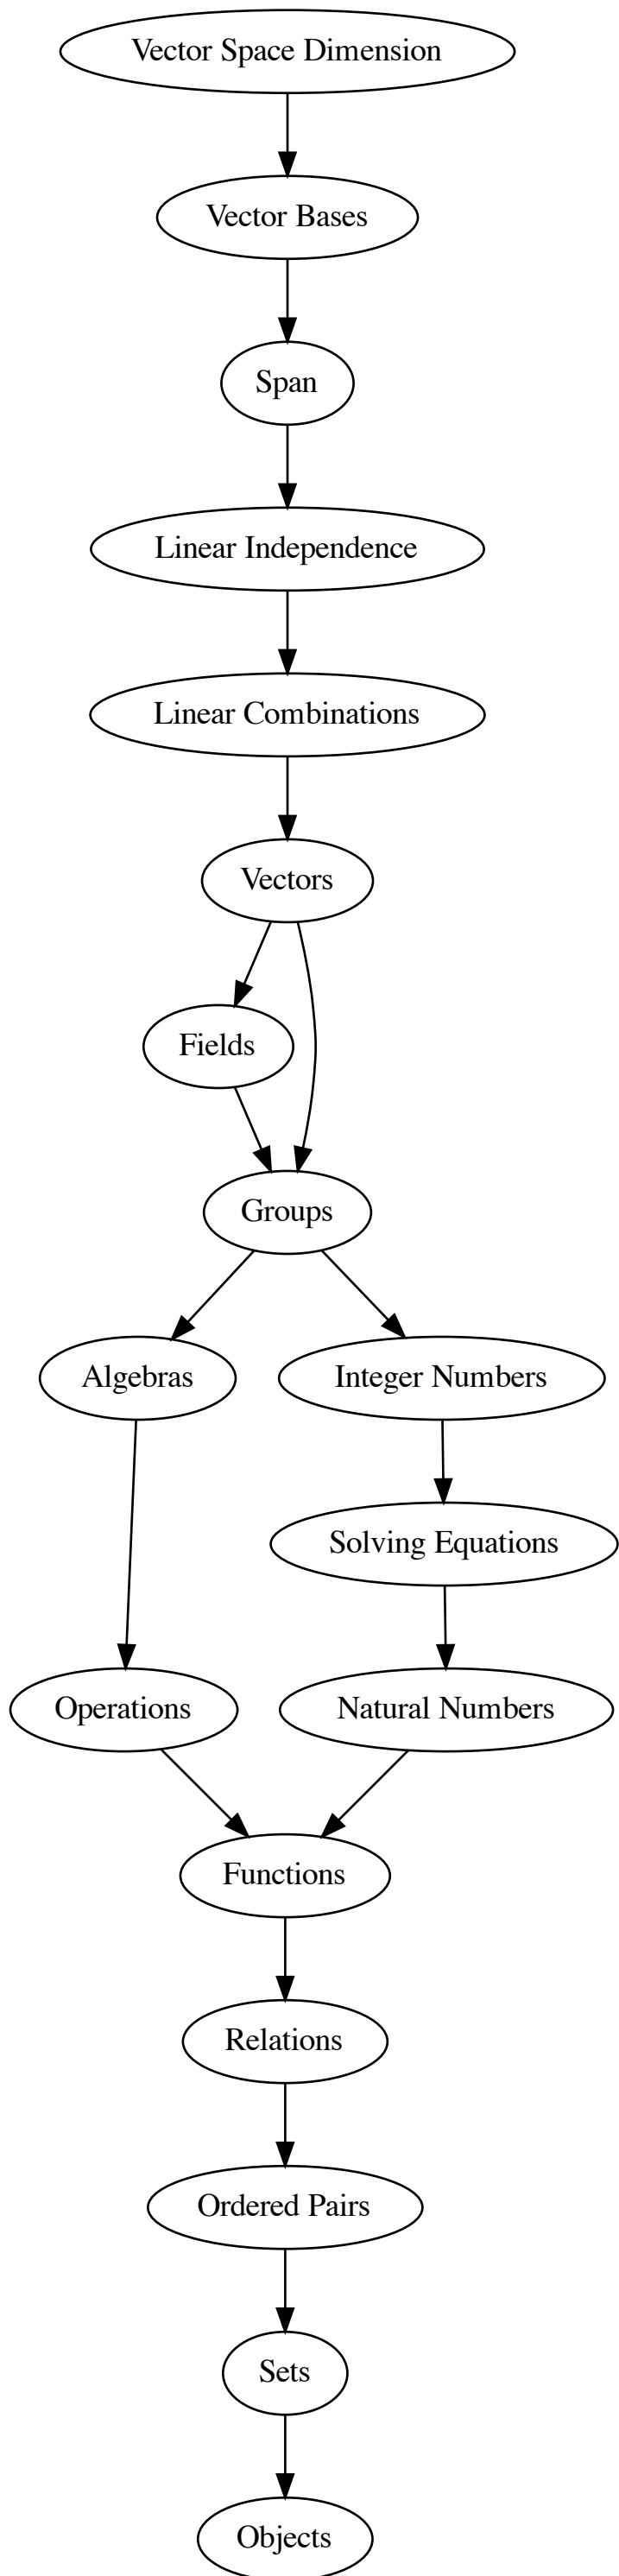 Vector Space Dimension
Vector Bases
Span
Linear Independence
Linear Combinations
Vectors
Fields
Groups
Algebras
Integer Numbers
Solving Equations
Operations
Natural Numbers
Functions
Relations
Ordered Pairs
Sets
Objects